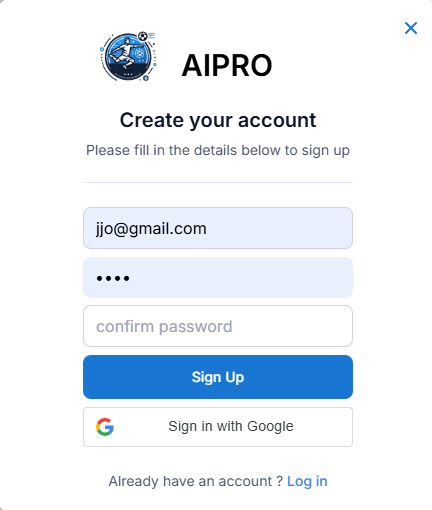 AIPRO
Create your account
Please fill in the details below to sign up
jjo@gmail.com
••••
confirm password
Sign Up
Sign in with Google
Already have an account ? Log in